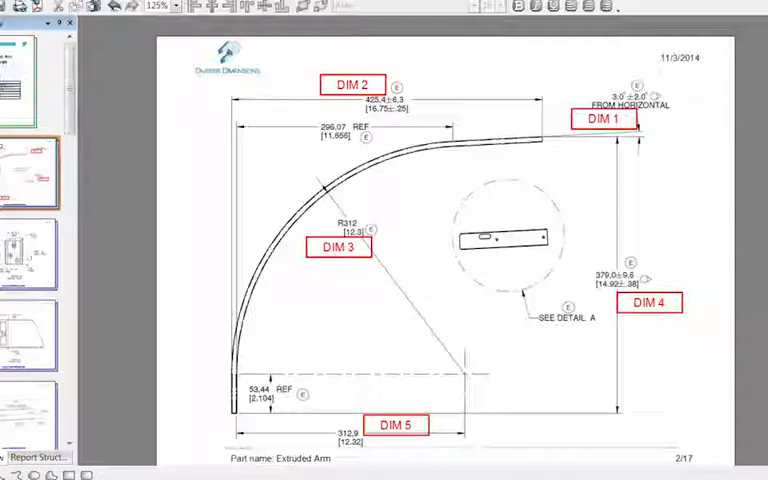 125%
DIVERSE DIMENSIONS
11/3/2014
DIM 2
E
425,4±6,3
[16.75±.25]
E
3.0°±2.0°
FROM HORIZONTAL
DIM 1
296,07 REF
[11,656]
E
R312
[12.3]
E
DIM 3
E
379,0±9,6
[14.92±.38]
DIM 4
E
SEE DETAIL A
53,44 REF
[2.104]
E
DIM 5
312,9
[12.32]
Part name: Extruded Arm
2/17
Report Struct...